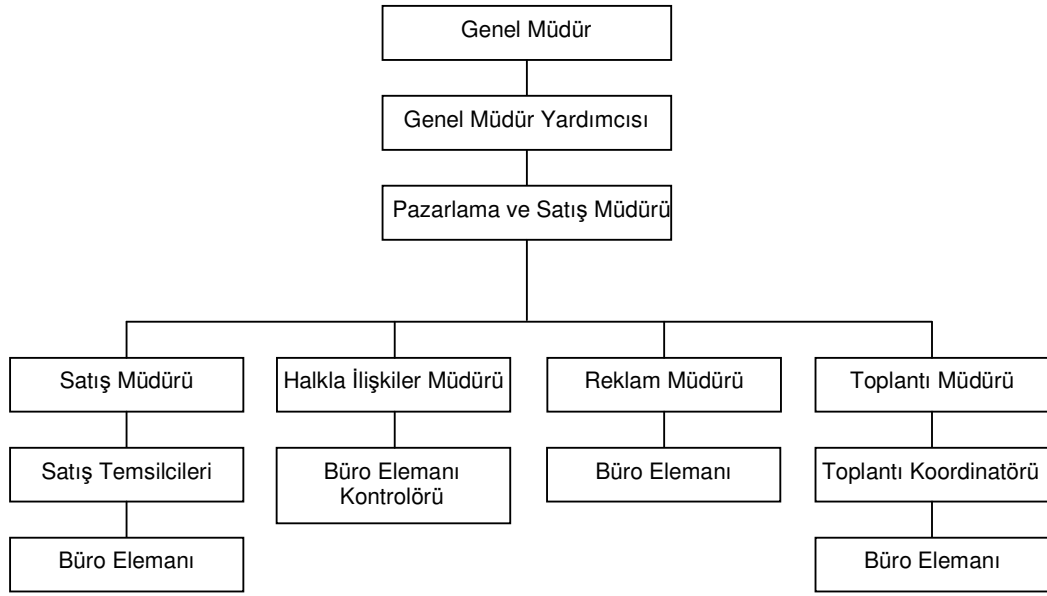 Genel Müdür
Genel Müdür Yardımcısı
Pazarlama ve Satış Müdürü
Satış Müdürü
Halkla İlişkiler Müdürü
Reklam Müdürü
Toplantı Müdürü
Satış Temsilcileri
Büro Elemanı
Kontrolörü
Büro Elemanı
Toplantı Koordinatörü
Büro Elemanı
Büro Elemanı